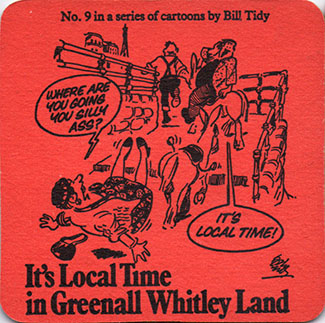 No. 9 in a series of cartoons by Bill Tidy
WHERE ARE
YOU GOING
YOU SILLY
ASS?
IT'S
LOCAL TIME!
It's Local Time
in Greenall Whitley Land